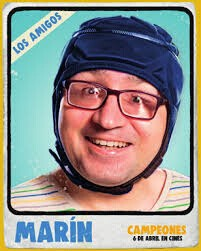 LOS AMIGOS
MARÍN
CAMPEONES
6 DE ABRIL EN CINES